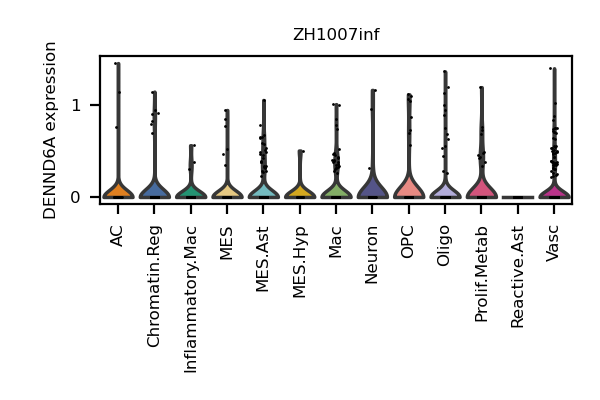 ZH1007inf
DENND6A expression
1
0
AC
Chromatin.Reg
Inflammatory.Mac
MES
MES.Ast
MES.Hyp
Mac
Neuron
OPC
Oligo
Prolif.Metab
Reactive.Ast
Vasc